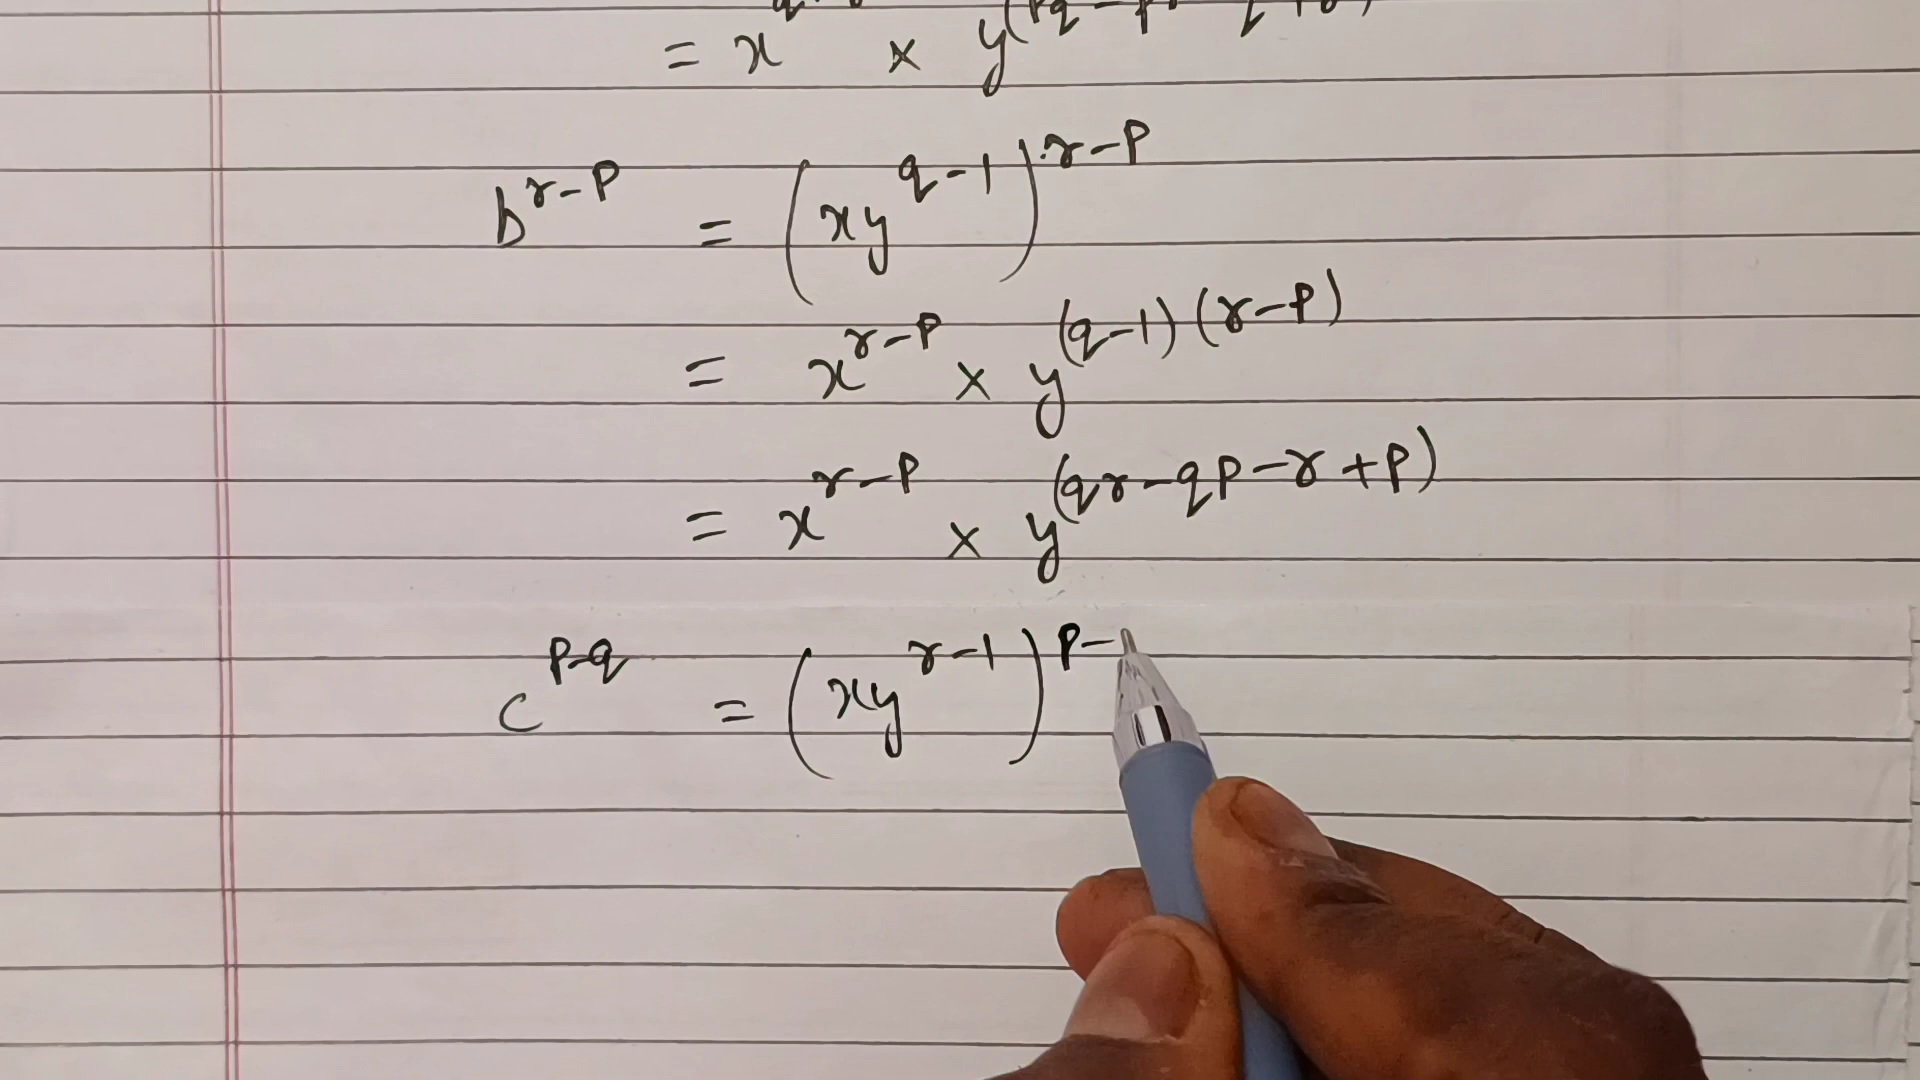 = x × y
b^{r-p} = (xy^{q-1})^{r-p}
= x^{r-p} × y^{(q-1)(r-p)}
= x^{r-p} × y^{(qr-qp-r+p)}
c^{p-q} = (xy^{r-1})^{p-